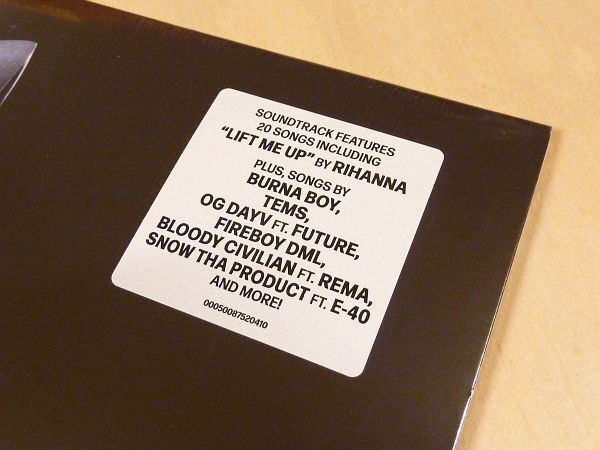 SOUNDTRACK FEATURES
20 SONGS INCLUDING
“LIFT ME UP” BY RIHANNA
PLUS, SONGS BY
BURNA BOY,
TEMS,
OG DAYV FT. FUTURE,
FIREBOY DML,
BLOODY CIVILIAN FT. REMA,
SNOW THA PRODUCT FT. E-40
AND MORE!
00050087520410